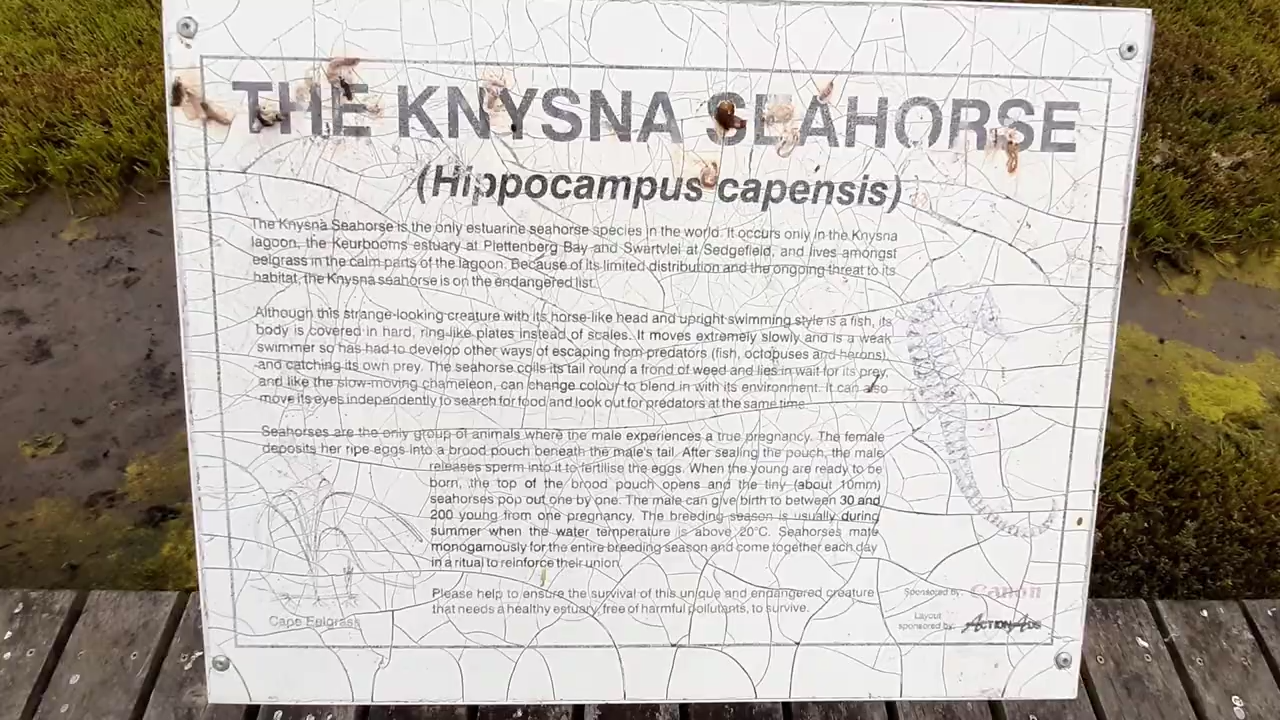 THE KNYSNA SEAHORSE
(Hippocampus capensis)
The Knysna Seahorse is the only estuarine seahorse species in the world. It occurs only in the Knysna
lagoon, the Keurbooms estuary at Plettenberg Bay and Swartvlei at Sedgefield, and lives amongst
eelgrass in the calm parts of the lagoon. Because of its limited distribution and the ongoing threat to its
habitat, the Knysna seahorse is on the endangered list.
Although this strange-looking creature with its horse-like head and upright swimming style is a fish, its
body is covered in hard, ring-like plates instead of scales. It moves extremely slowly and is a weak
swimmer so has had to develop other ways of escaping from predators (fish, octopuses and herons)
and catching its own prey. The seahorse coils its tail round a frond of weed and lies in wait for its prey,
and like the slow-moving chameleon, can change colour to blend in with its environment. It can also
move its eyes independently to search for food and look out for predators at the same time.
Seahorses are the only group of animals where the male experiences a true pregnancy. The female
deposits her ripe eggs into a brood pouch beneath the male's tail. After sealing the pouch, the male
releases sperm into it to fertilise the eggs. When the young are ready to be
born, the top of the brood pouch opens and the tiny (about 10mm)
seahorses pop out one by one. The male can give birth to between 30 and
200 young from one pregnancy. The breeding season is usually during
summer when the water temperature is above 20°C. Seahorses mate
monogamously for the entire breeding season and come together each day
in a ritual to reinforce their union.
Please help to ensure the survival of this unique and endangered creature
that needs a healthy estuary, free of harmful pollutants, to survive.
Cape Eelgrass
Sponsored by: Canon
Layout
sponsored by: ACTION ADS